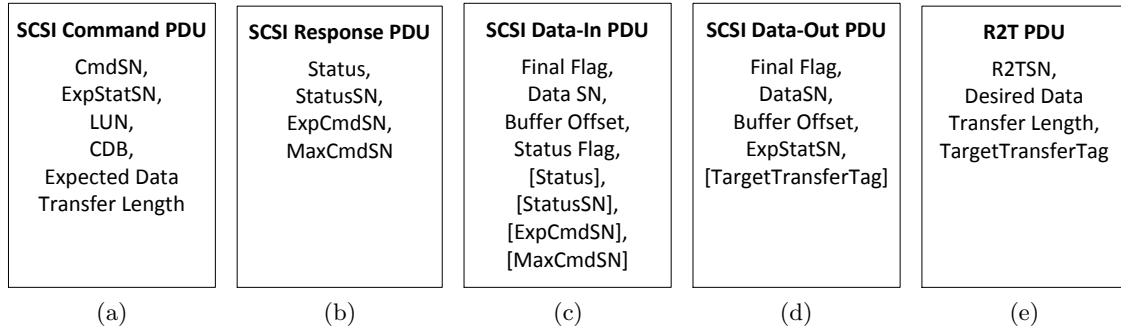 SCSI Command PDU
CmdSN,
ExpStatSN,
LUN,
CDB,
Expected Data
Transfer Length
(a)
SCSI Response PDU
Status,
StatusSN,
ExpCmdSN,
MaxCmdSN
(b)
SCSI Data-In PDU
Final Flag,
Data SN,
Buffer Offset,
Status Flag,
[Status],
[StatusSN],
[ExpCmdSN],
[MaxCmdSN]
(c)
SCSI Data-Out PDU
Final Flag,
DataSN,
Buffer Offset,
ExpStatSN,
[TargetTransferTag]
(d)
R2T PDU
R2TSN,
Desired Data
Transfer Length,
TargetTransferTag
(e)